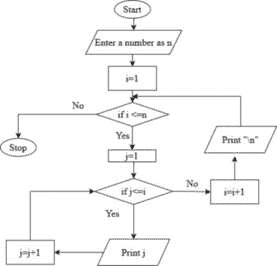 Start
Enter a number as n
i=1
if i <=n
No
Yes
Stop
j=1
Print "\n"
if j<=i
No
i=i+1
Yes
j=j+1
Print j